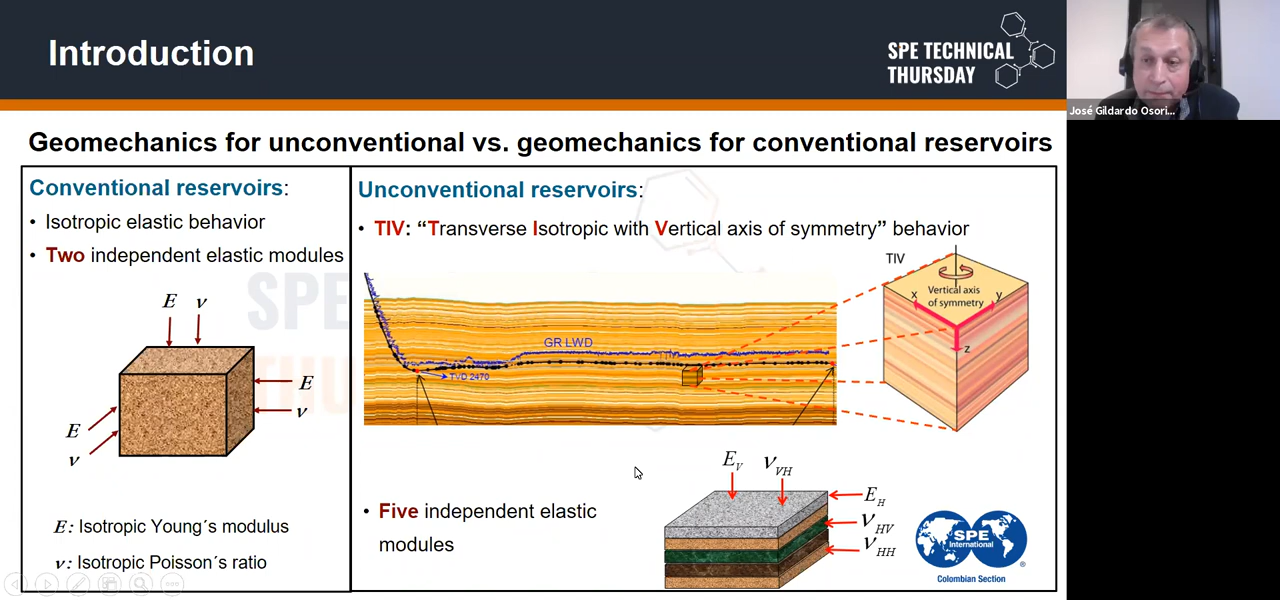 Introduction
SPE TECHNICAL
THURSDAY
José Gildardo Osori...
Geomechanics for unconventional vs. geomechanics for conventional reservoirs
Conventional reservoirs:
• Isotropic elastic behavior
• Two independent elastic modules
E ν
E
ν
E
ν
E: Isotropic Young´s modulus
ν: Isotropic Poisson´s ratio
Unconventional reservoirs:
• TIV: “Transverse Isotropic with Vertical axis of symmetry” behavior
TIV
Vertical axis
of symmetry
x
y
z
GR LWD
TVD 2470
• Five independent elastic
modules
E_V ν_VH
E_H
ν_HV
ν_HH
SPE
International
®
Colombian Section